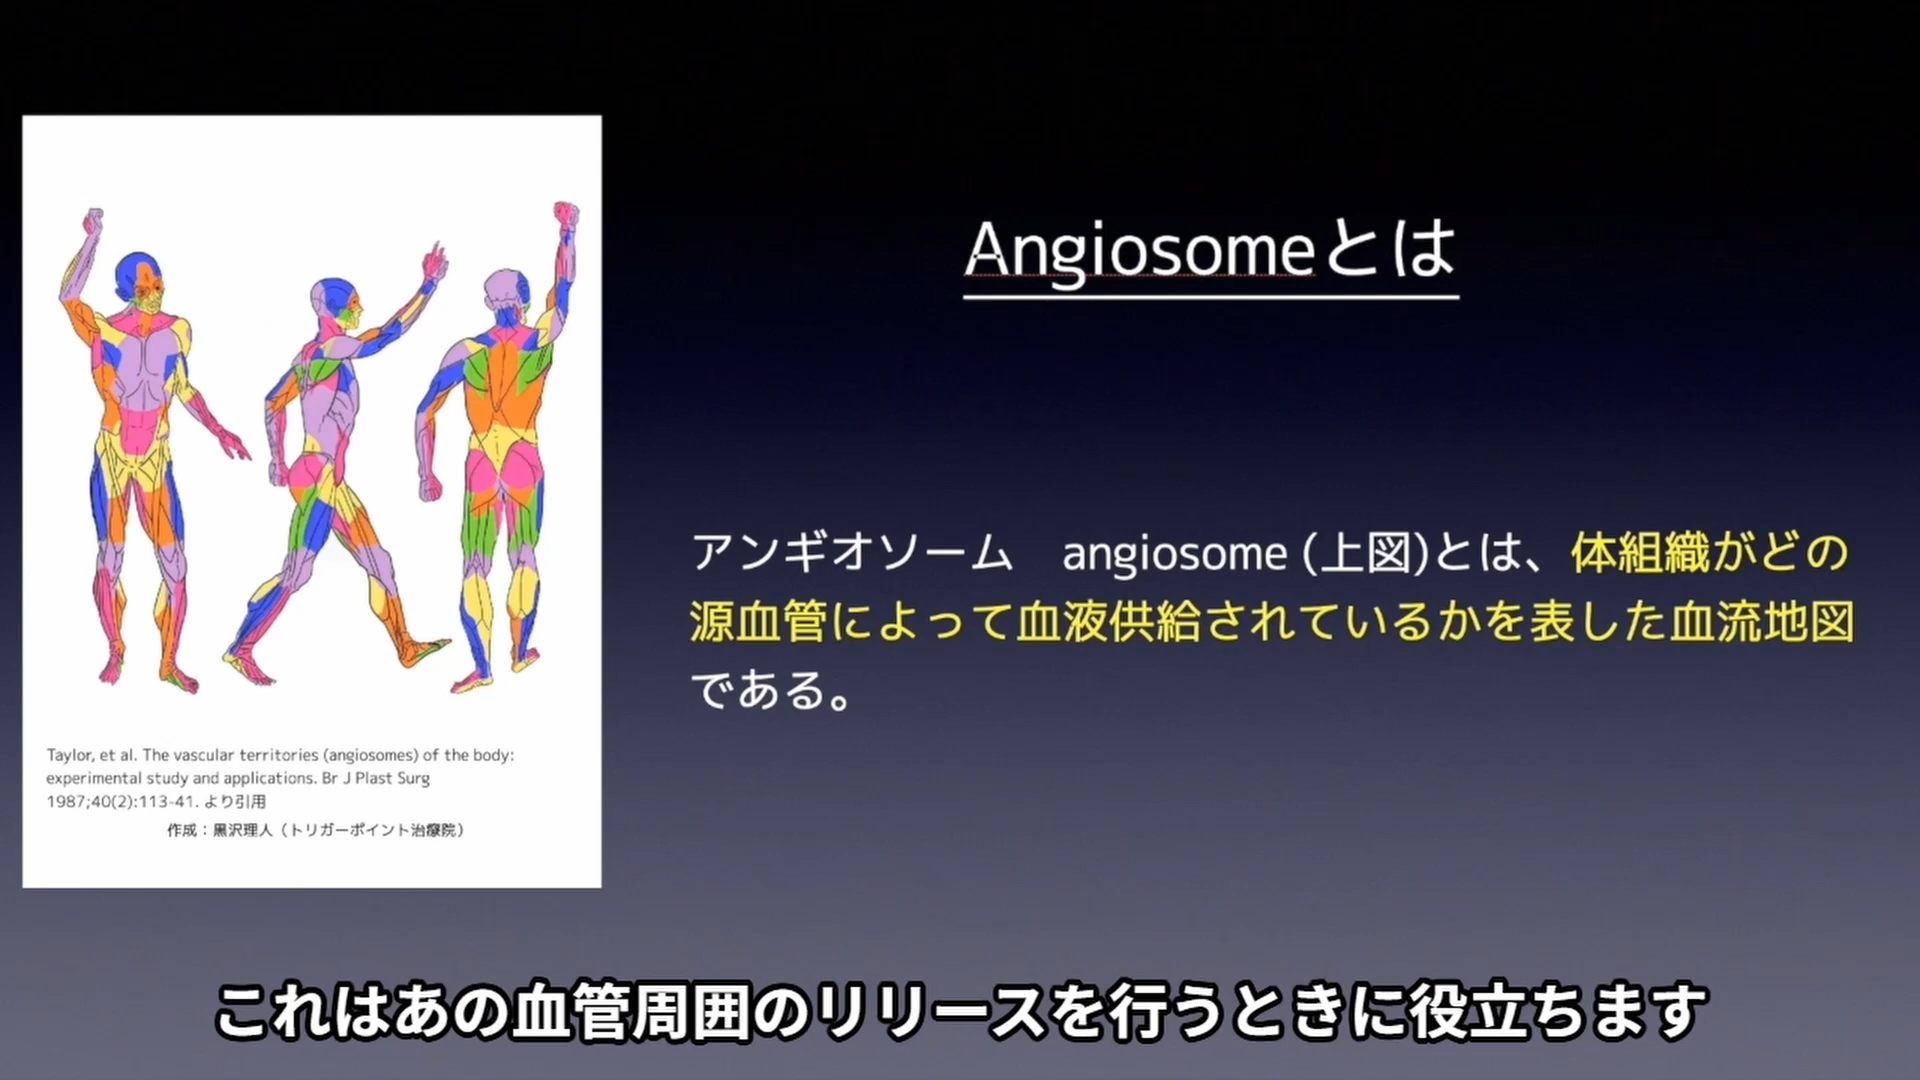 Angiosomeとは
アンギオソーム　angiosome (上図)とは、体組織がどの
源血管によって血液供給されているかを表した血流地図
である。
Taylor, et al. The vascular territories (angiosomes) of the body:
experimental study and applications. Br J Plast Surg
1987;40(2):113-41. より引用
作成：黒沢理人（トリガーポイント治療院）
これはあの血管周囲のリリースを行うときに役立ちます